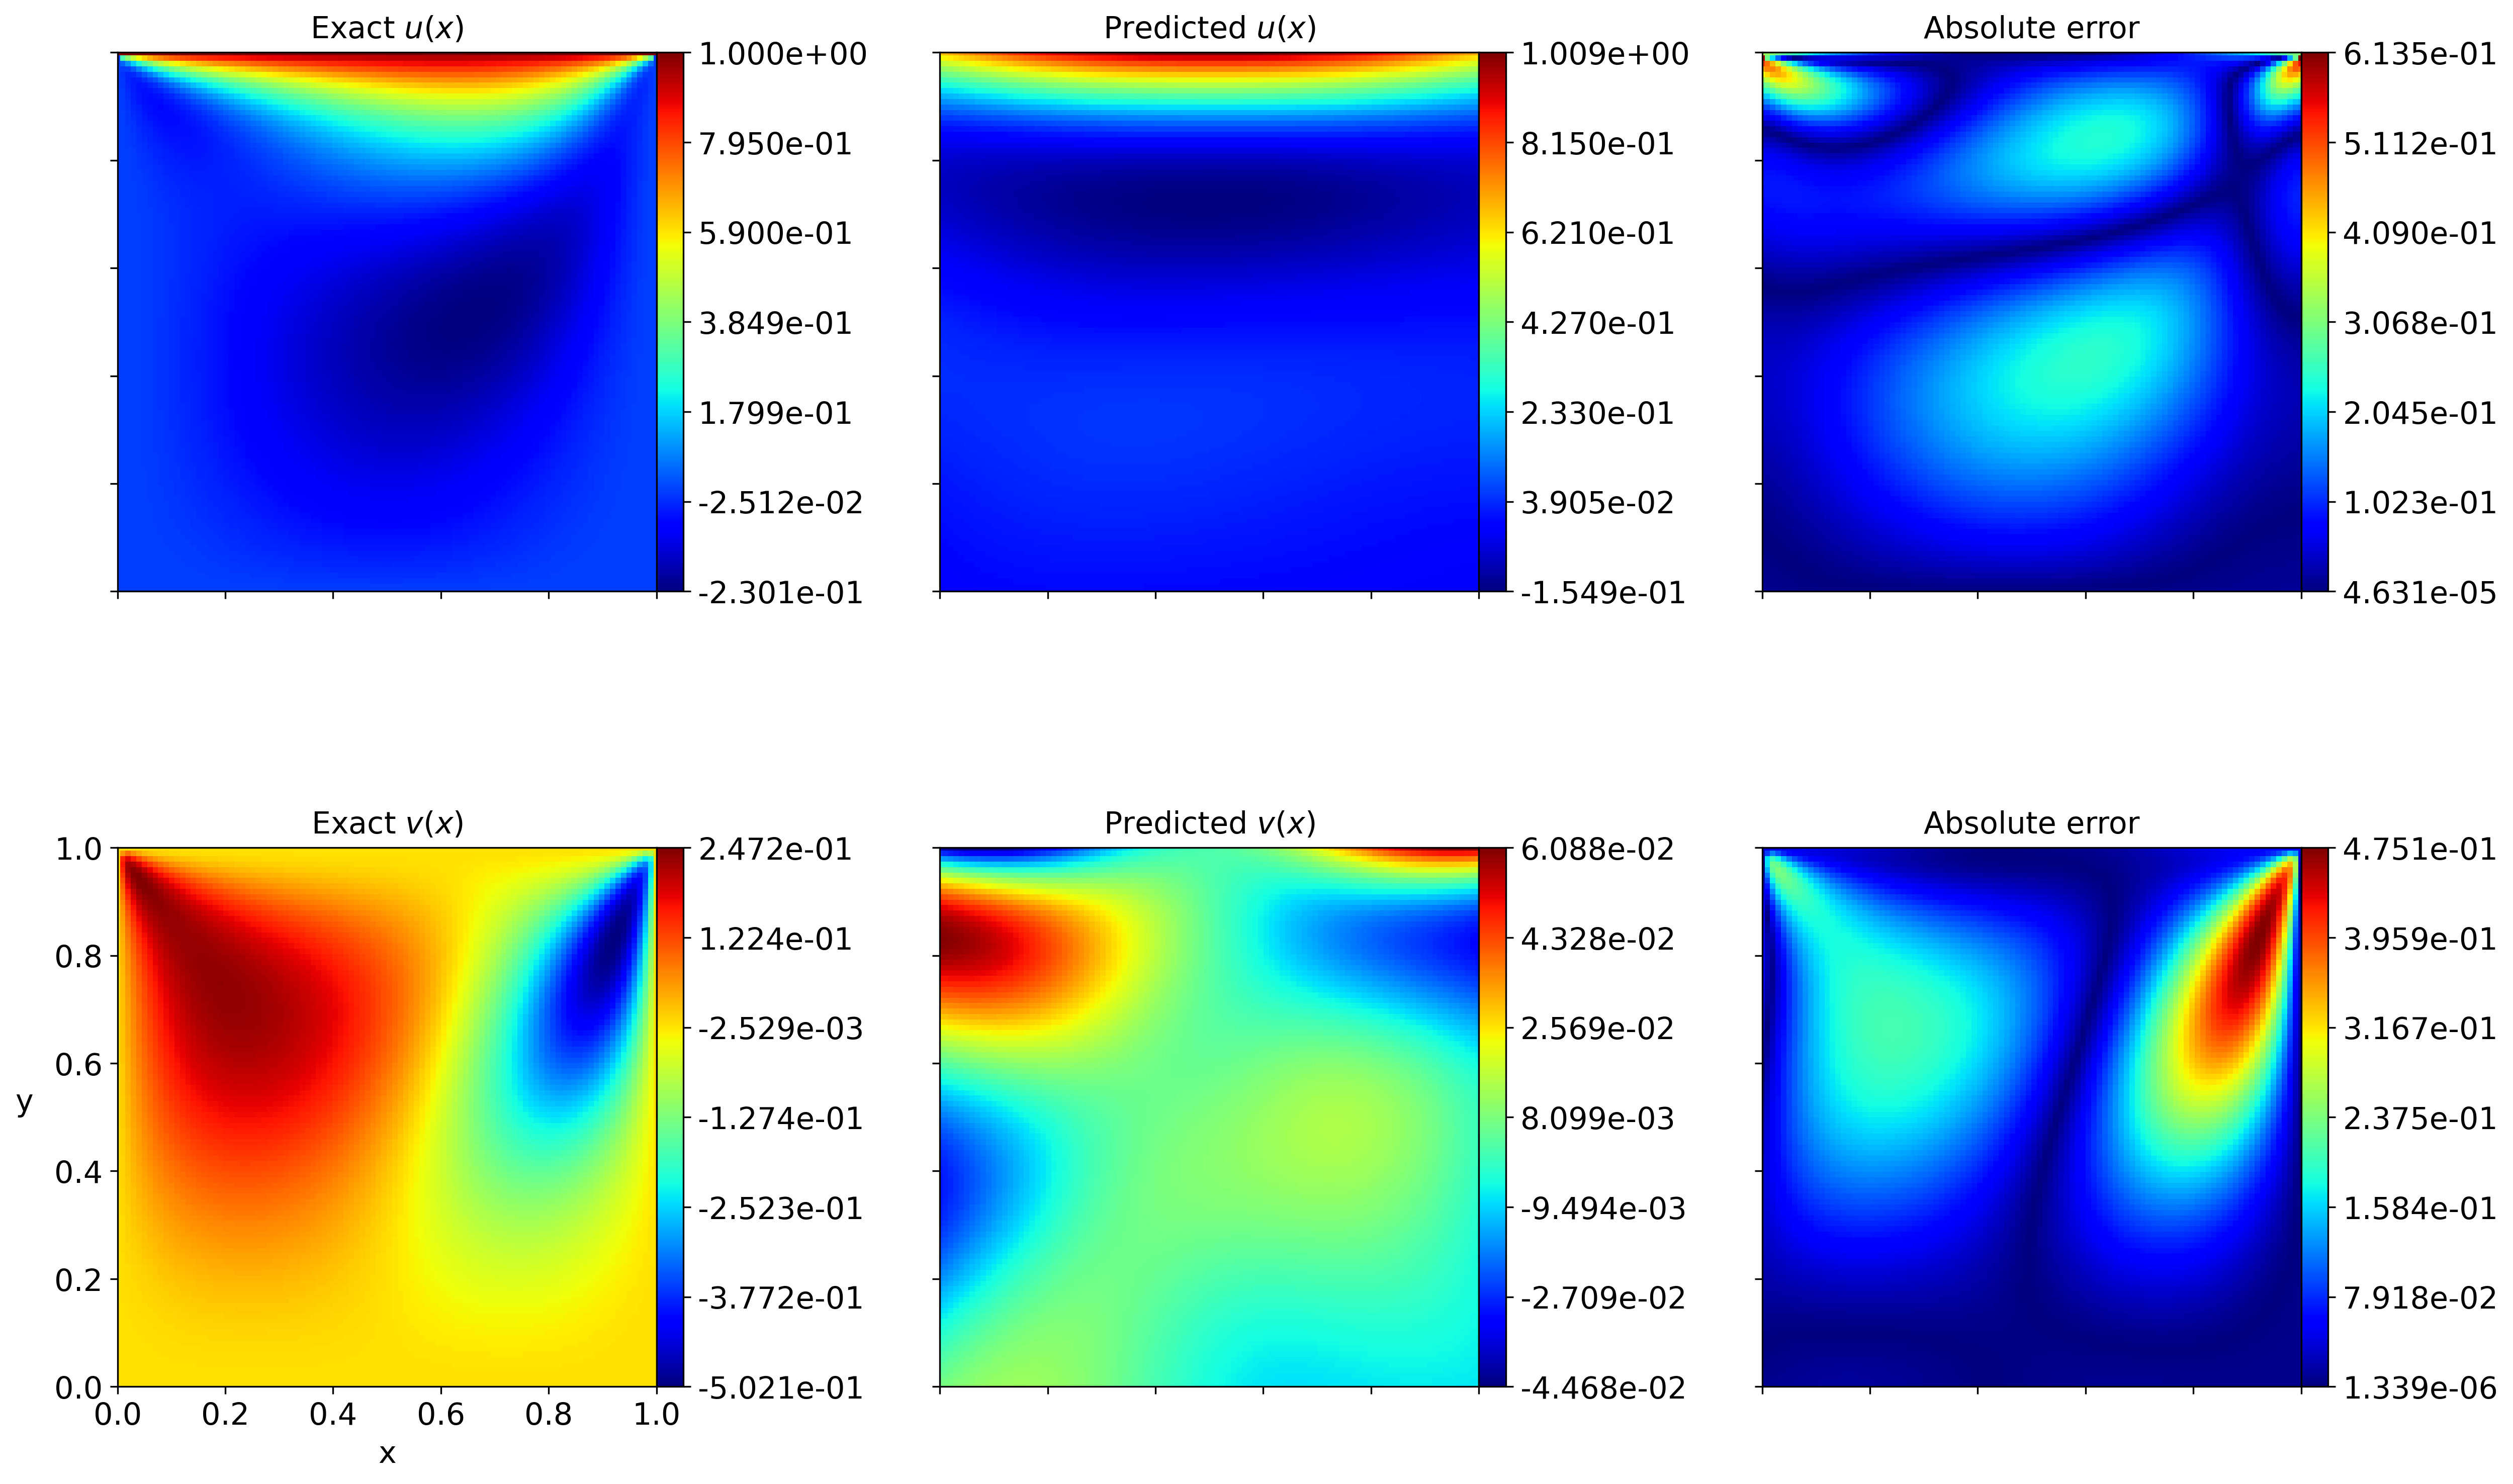 Exact u(x)
1.000e+00
7.950e-01
5.900e-01
3.849e-01
1.799e-01
-2.512e-02
-2.301e-01
Predicted u(x)
1.009e+00
8.150e-01
6.210e-01
4.270e-01
2.330e-01
3.905e-02
-1.549e-01
Absolute error
6.135e-01
5.112e-01
4.090e-01
3.068e-01
2.045e-01
1.023e-01
4.631e-05
Exact v(x)
1.0
0.8
0.6
0.4
0.2
0.0
y
0.0 0.2 0.4 0.6 0.8 1.0
x
2.472e-01
1.224e-01
-2.529e-03
-1.274e-01
-2.523e-01
-3.772e-01
-5.021e-01
Predicted v(x)
6.088e-02
4.328e-02
2.569e-02
8.099e-03
-9.494e-03
-2.709e-02
-4.468e-02
Absolute error
4.751e-01
3.959e-01
3.167e-01
2.375e-01
1.584e-01
7.918e-02
1.339e-06